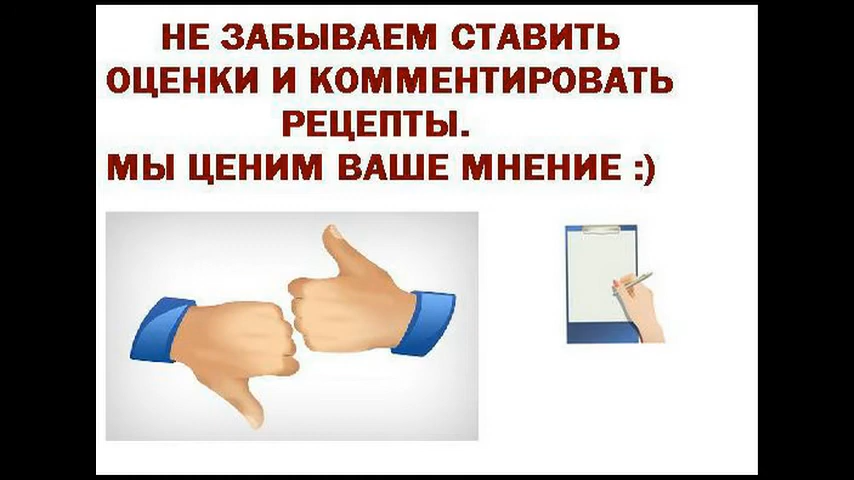 НЕ ЗАБЫВАЕМ СТАВИТЬ
ОЦЕНКИ И КОММЕНТИРОВАТЬ
РЕЦЕПТЫ.
МЫ ЦЕНИМ ВАШЕ МНЕНИЕ :)